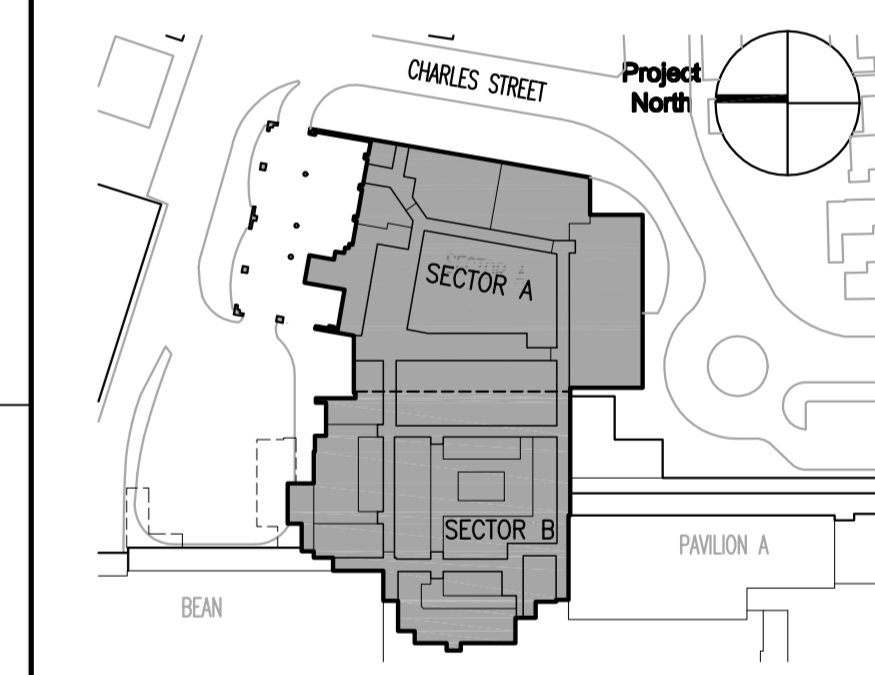 CHARLES STREET
Project
North
SECTOR A
SECTOR B
PAVILION A
BEAN